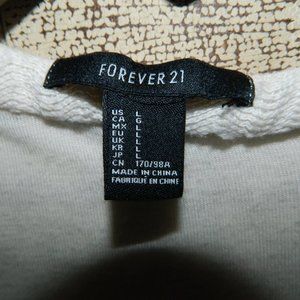 FOREVER 21
US L
CA G
MX L
EU L
UK L
KR L
JP L
CN 170/98A
MADE IN CHINA
FABRIQUÉ EN CHINE